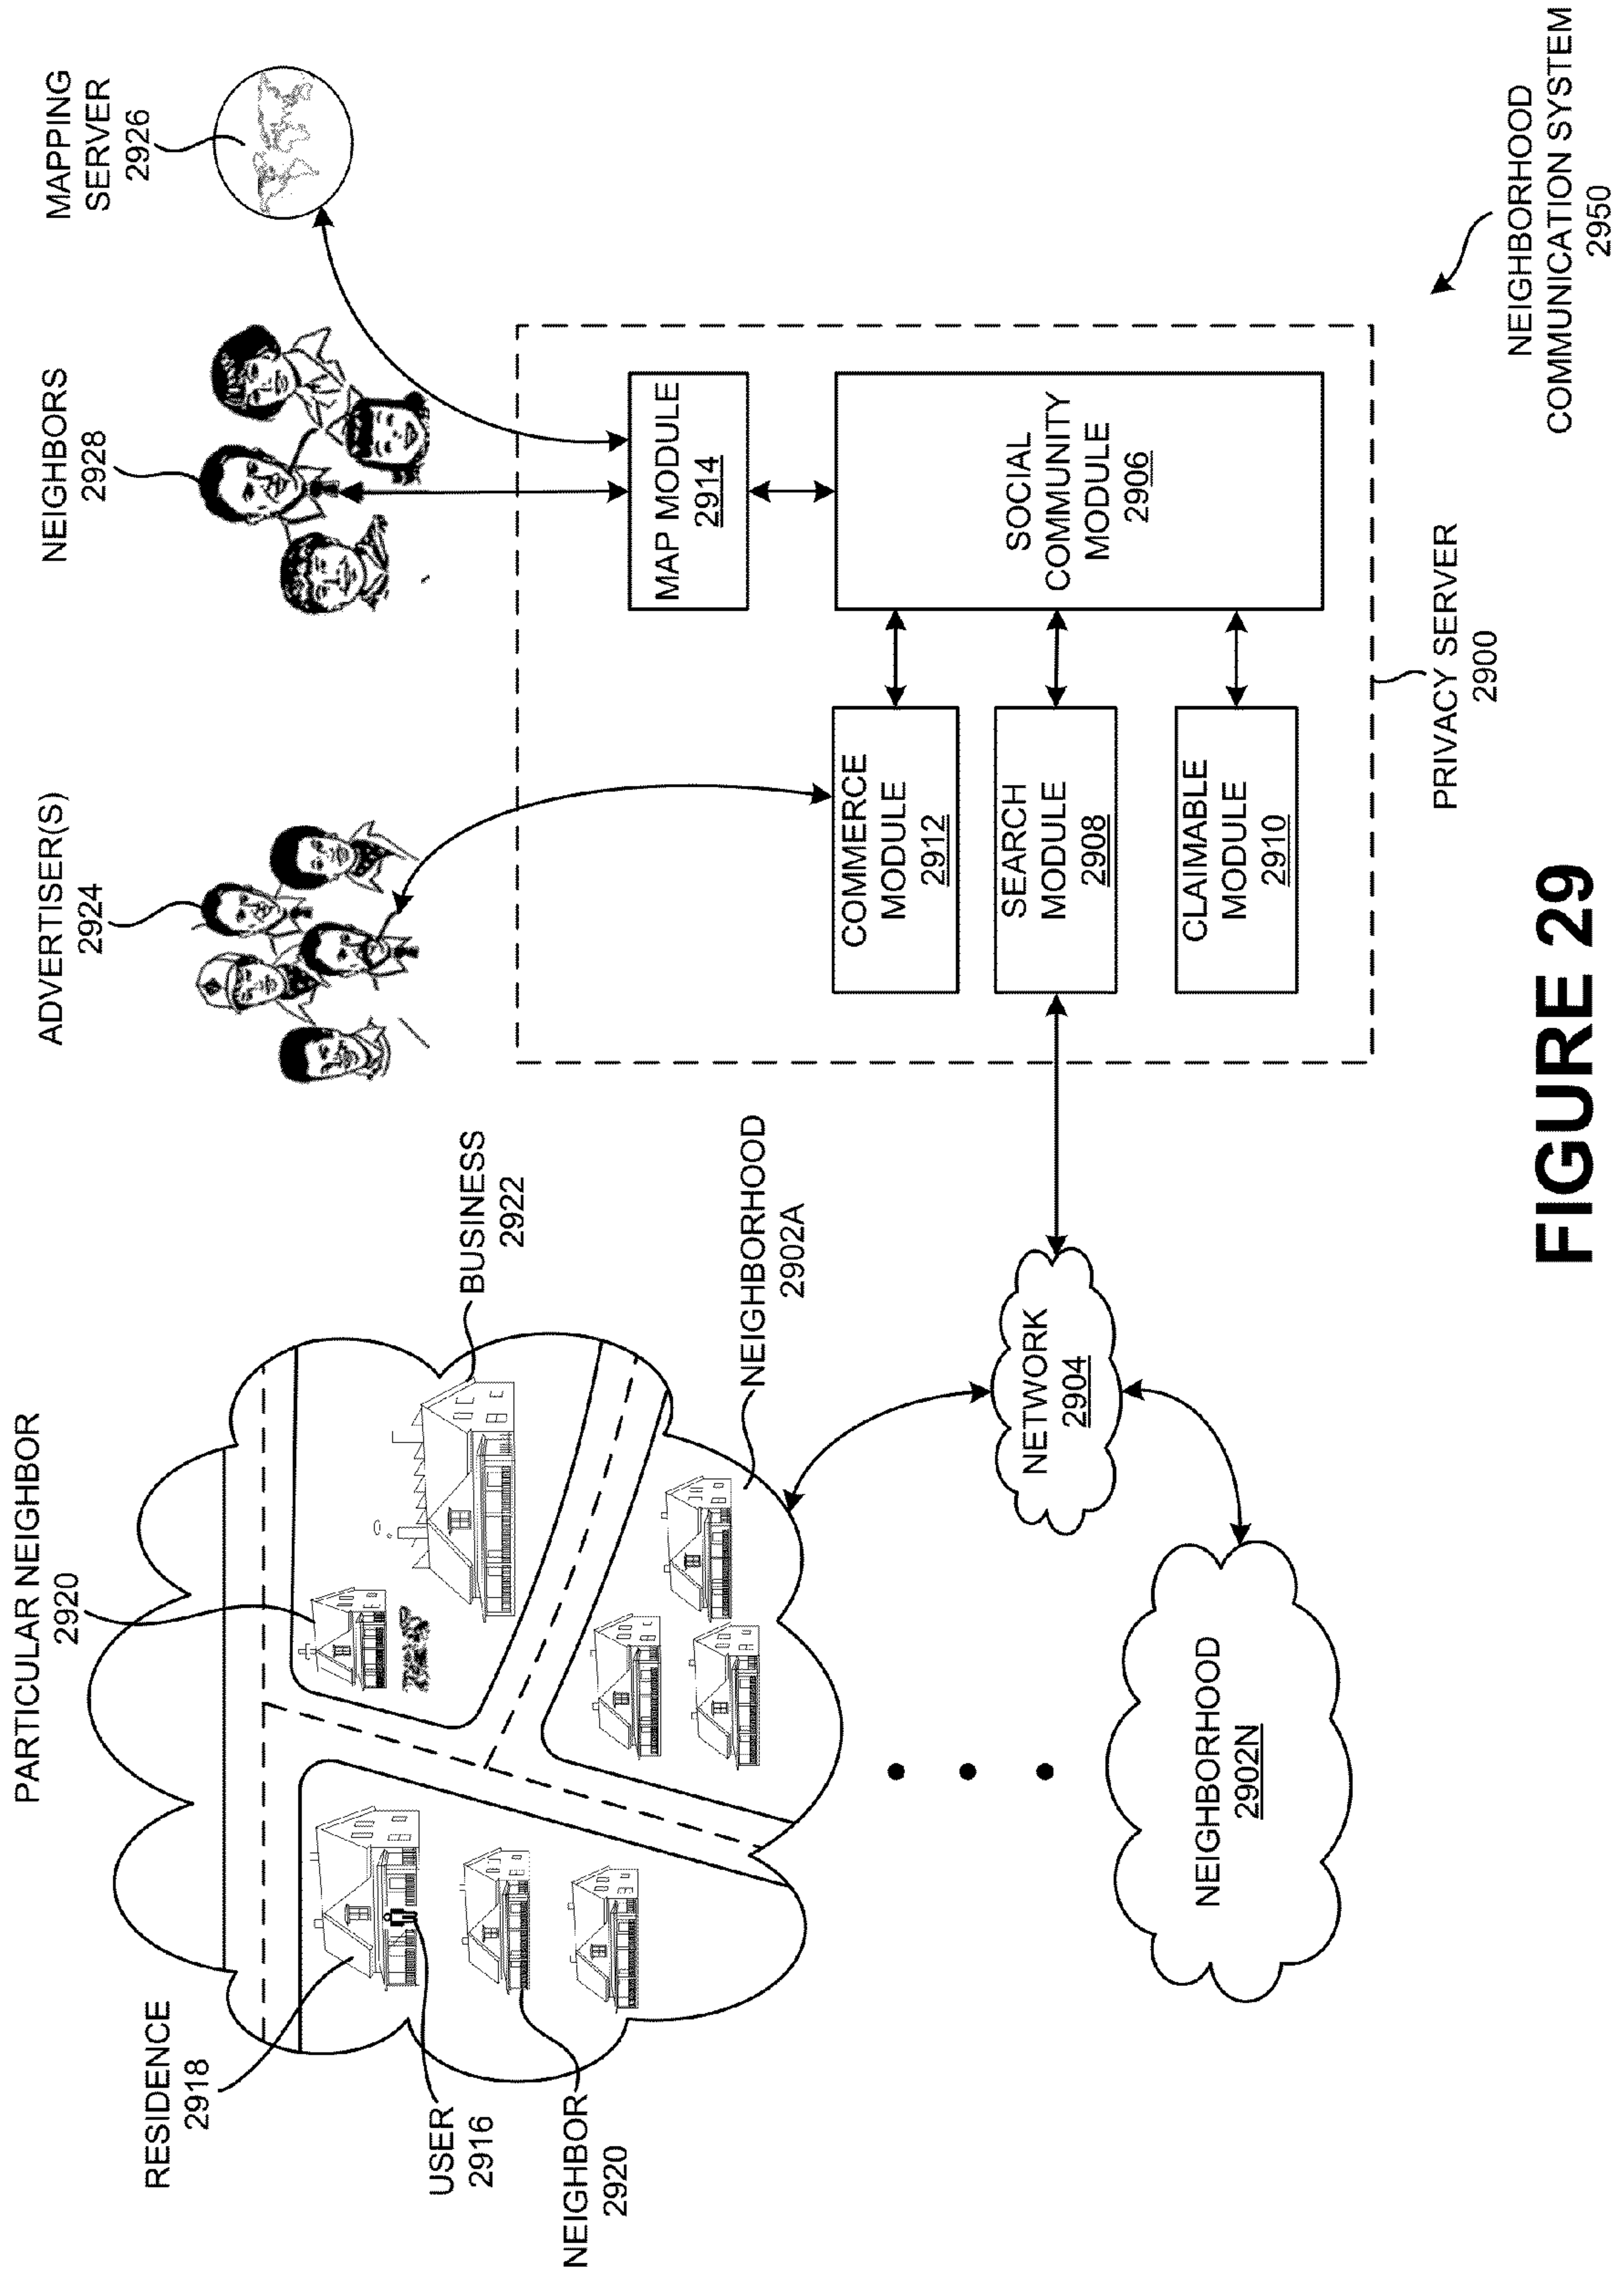 PARTICULAR NEIGHBOR
2920
RESIDENCE
2918
USER
2916
NEIGHBOR
2920
BUSINESS
2922
NEIGHBORHOOD
2902A
ADVERTISER(S)
2924
NEIGHBORS
2928
MAPPING
SERVER
2926
MAP MODULE
2914
SOCIAL
COMMUNITY
MODULE
2906
COMMERCE
MODULE
2912
SEARCH
MODULE
2908
CLAIMABLE
MODULE
2910
NETWORK
2904
NEIGHBORHOOD
2902N
PRIVACY SERVER
2900
NEIGHBORHOOD
COMMUNICATION SYSTEM
2950
FIGURE 29